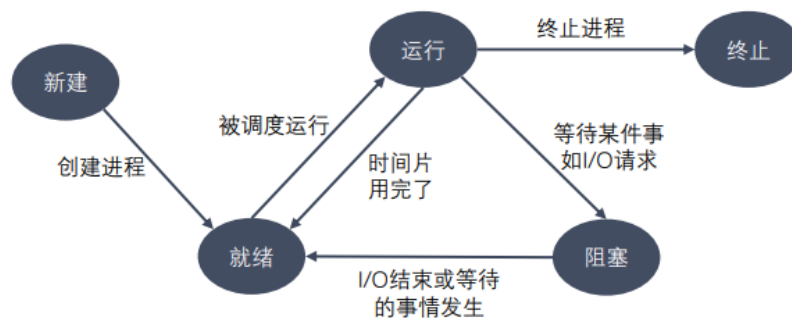 运行
终止进程
终止
新建
被调度运行
等待某件事
如I/O请求
创建进程
时间片
用完了
就绪
阻塞
I/O结束或等待
的事情发生